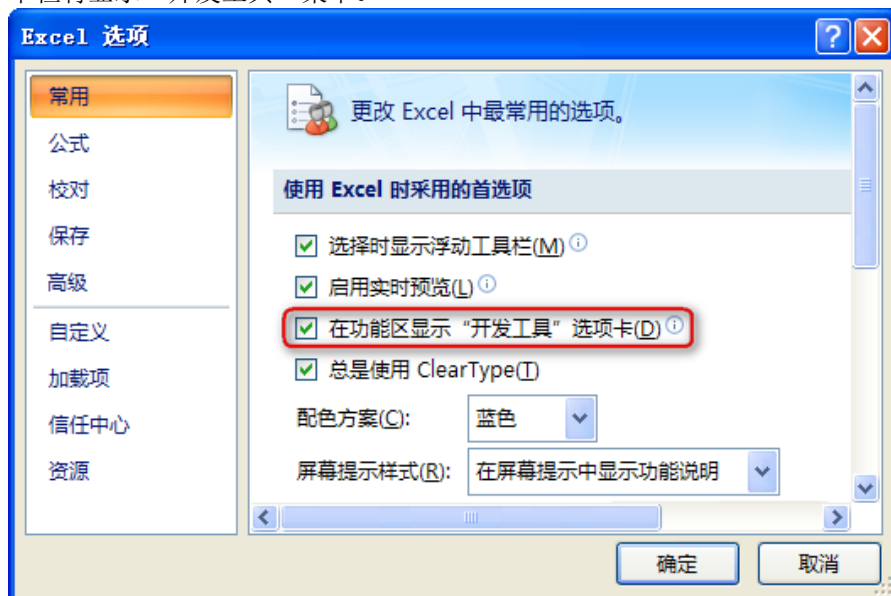 Excel 选项
常用
公式
校对
保存
高级
自定义
加载项
信任中心
资源
更改 Excel 中最常用的选项。
使用 Excel 时采用的首选项
选择时显示浮动工具栏(M)
启用实时预览(L)
在功能区显示“开发工具”选项卡(D)
总是使用 ClearType(T)
配色方案(C): 蓝色
屏幕提示样式(R): 在屏幕提示中显示功能说明
确定 取消